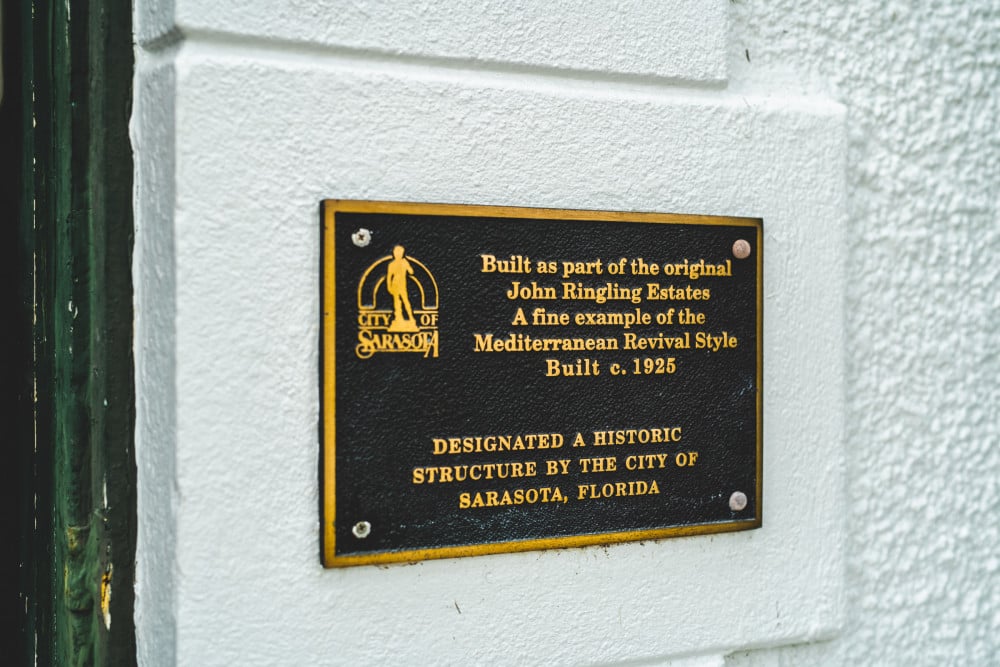 CITY OF
SARASOTA
Built as part of the original
John Ringling Estates
A fine example of the
Mediterranean Revival Style
Built c. 1925
DESIGNATED A HISTORIC
STRUCTURE BY THE CITY OF
SARASOTA, FLORIDA